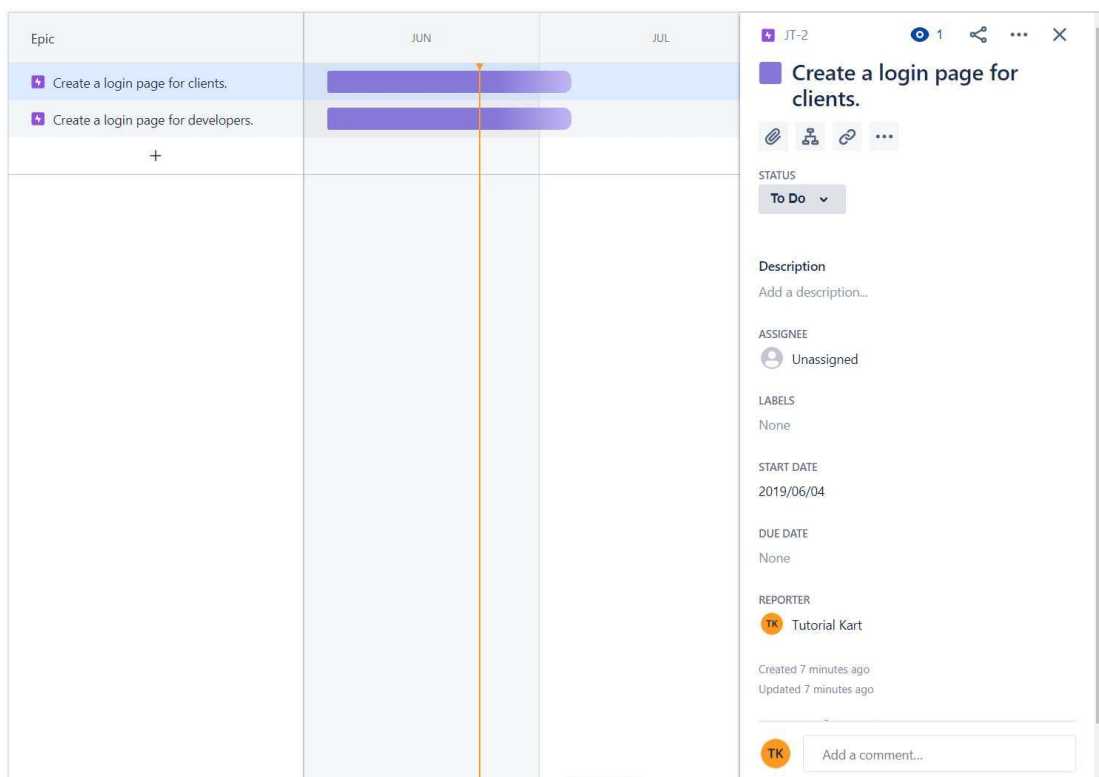 Epic
JUN
JUL
Create a login page for clients.
Create a login page for developers.
+
JT-2
1
Create a login page for
clients.
STATUS
To Do
Description
Add a description...
ASSIGNEE
Unassigned
LABELS
None
START DATE
2019/06/04
DUE DATE
None
REPORTER
TK Tutorial Kart
Created 7 minutes ago
Updated 7 minutes ago
TK Add a comment...